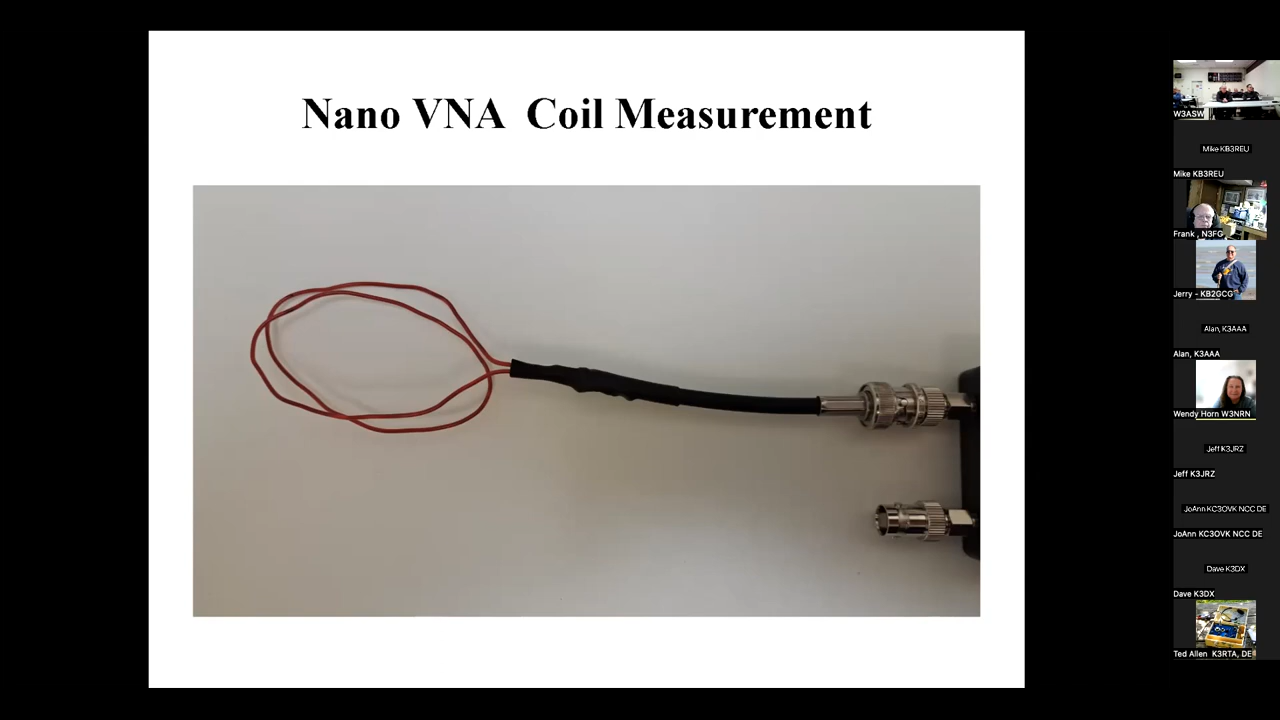 Nano VNA  Coil Measurement
W3ASW
Mike KB3REU
Mike KB3REU
Frank , N3FG
Jerry - KB2GCG
Alan, K3AAA
Alan, K3AAA
Wendy Horn W3NRN
Jeff K3JRZ
Jeff K3JRZ
JoAnn KC3OVK NCC DE
JoAnn KC3OVK NCC DE
Dave K3DX
Dave K3DX
Ted Allen  K3RTA, DE